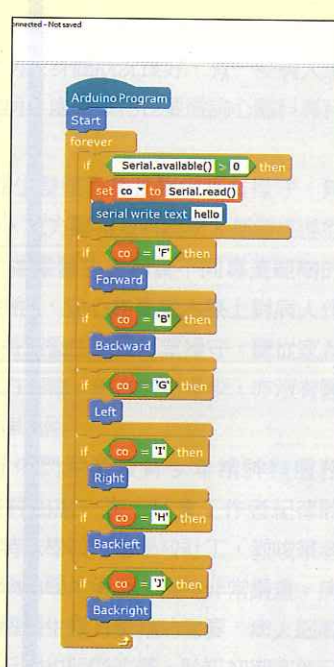 nnected - Not saved
Arduino Program
Start
forever
if Serial.available() > 0 then
set co to Serial.read()
serial write text hello
if co = 'F' then
Forward
if co = 'B' then
Backward
if co = 'G' then
Left
if co = 'I' then
Right
if co = 'H' then
Backleft
if co = 'J' then
Backright